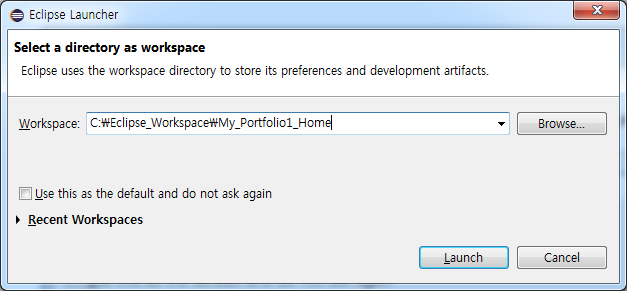 Eclipse Launcher
Select a directory as workspace
Eclipse uses the workspace directory to store its preferences and development artifacts.
Workspace: C:₩Eclipse_Workspace₩My_Portfolio1_Home Browse...
Use this as the default and do not ask again
Recent Workspaces
Launch Cancel